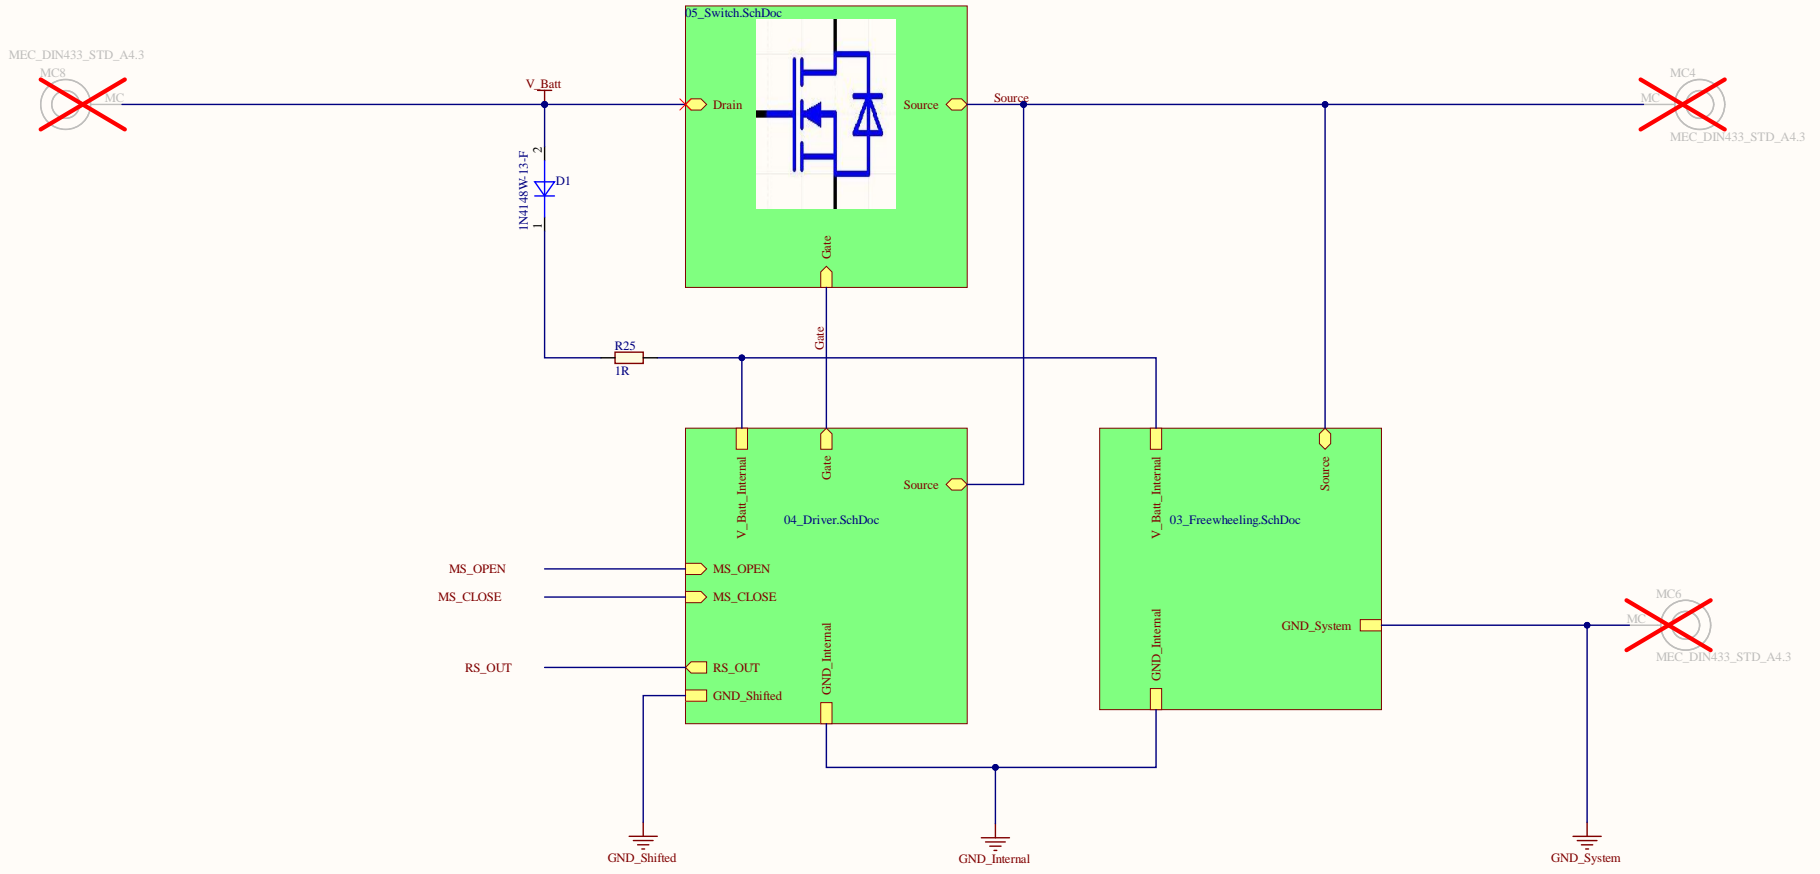 05_Switch.SchDoc
MEC_DIN433_STD_A4.3
MC8
MC
V_Batt
Drain
Source
Source
MC4
MC
MEC_DIN433_STD_A4.3
2
1N4148W-13-F
D1
1
Gate
Gate
R25
1R
V_Batt_Internal
Gate
Source
04_Driver.SchDoc
V_Batt_Internal
Source
03_Freewheeling.SchDoc
MS_OPEN
MS_OPEN
MS_CLOSE
MS_CLOSE
RS_OUT
RS_OUT
GND_Shifted
GND_Internal
GND_Internal
GND_System
MC6
MC
MEC_DIN433_STD_A4.3
GND_Shifted
GND_Internal
GND_System